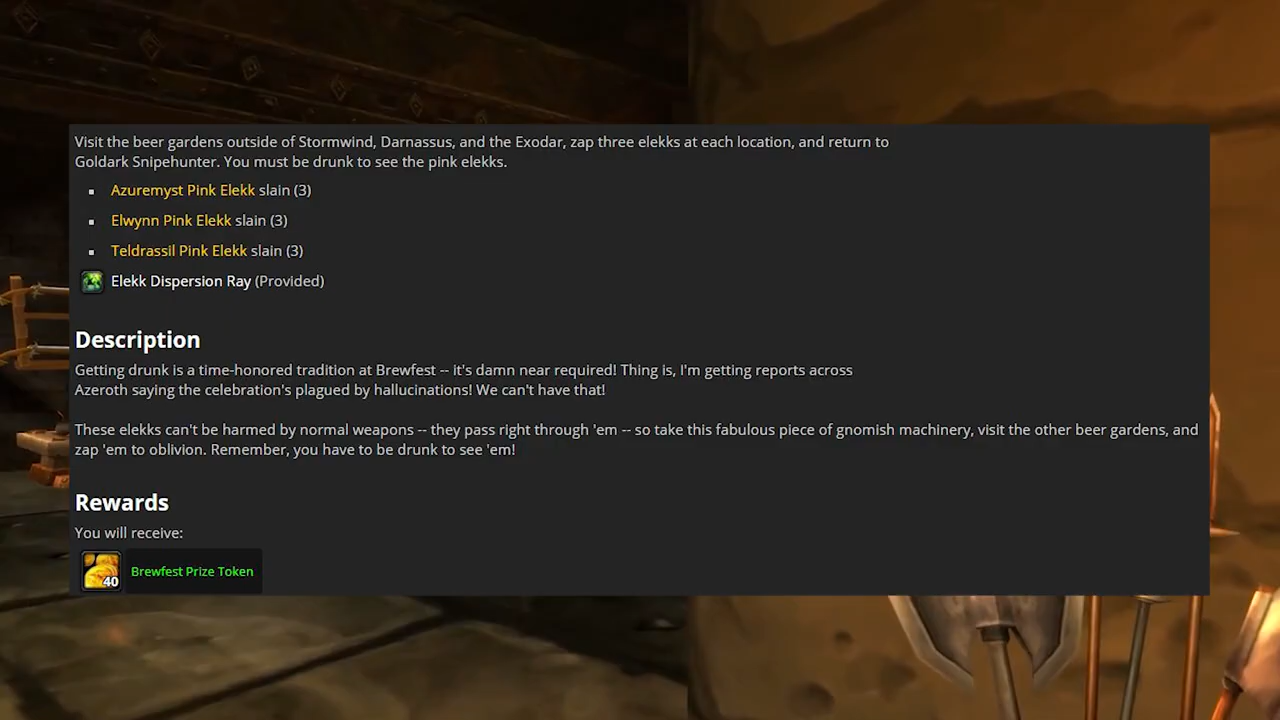 Visit the beer gardens outside of Stormwind, Darnassus, and the Exodar, zap three elekks at each location, and return to
Goldark Snipehunter. You must be drunk to see the pink elekks.
Azuremyst Pink Elekk slain (3)
Elwynn Pink Elekk slain (3)
Teldrassil Pink Elekk slain (3)
Elekk Dispersion Ray (Provided)
Description
Getting drunk is a time-honored tradition at Brewfest -- it's damn near required! Thing is, I'm getting reports across
Azeroth saying the celebration's plagued by hallucinations! We can't have that!
These elekks can't be harmed by normal weapons -- they pass right through 'em -- so take this fabulous piece of gnomish machinery, visit the other beer gardens, and
zap 'em to oblivion. Remember, you have to be drunk to see 'em!
Rewards
You will receive:
40
Brewfest Prize Token